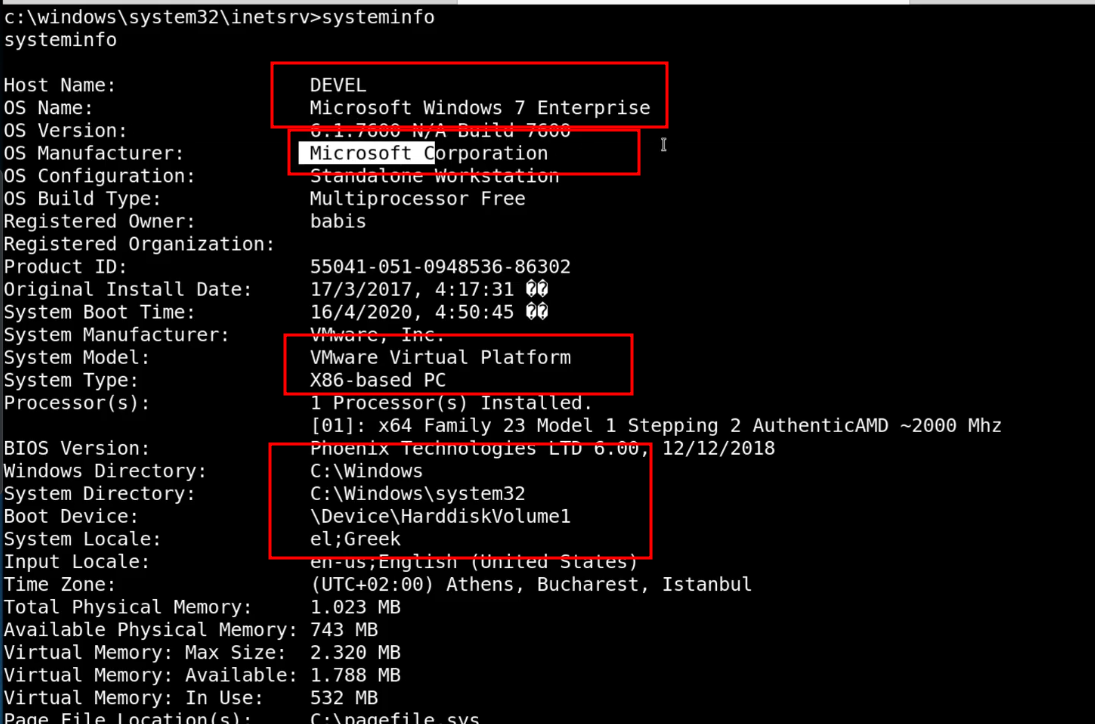 c:\windows\system32\inetsrv>systeminfo
systeminfo
Host Name: DEVEL
OS Name: Microsoft Windows 7 Enterprise
OS Version: 6.1.7600 N/A Build 7600
OS Manufacturer: Microsoft Corporation
OS Configuration: Standalone Workstation
OS Build Type: Multiprocessor Free
Registered Owner: babis
Registered Organization:
Product ID: 55041-051-0948536-86302
Original Install Date: 17/3/2017, 4:17:31 ��
System Boot Time: 16/4/2020, 4:50:45 ��
System Manufacturer: VMware, Inc.
System Model: VMware Virtual Platform
System Type: X86-based PC
Processor(s): 1 Processor(s) Installed.
[01]: x64 Family 23 Model 1 Stepping 2 AuthenticAMD ~2000 Mhz
BIOS Version: Phoenix Technologies LTD 6.00, 12/12/2018
Windows Directory: C:\Windows
System Directory: C:\Windows\system32
Boot Device: \Device\HarddiskVolume1
System Locale: el;Greek
Input Locale: en-us;English (United States)
Time Zone: (UTC+02:00) Athens, Bucharest, Istanbul
Total Physical Memory: 1.023 MB
Available Physical Memory: 743 MB
Virtual Memory: Max Size: 2.320 MB
Virtual Memory: Available: 1.788 MB
Virtual Memory: In Use: 532 MB
Page File Location(s): C:\pagefile.sys